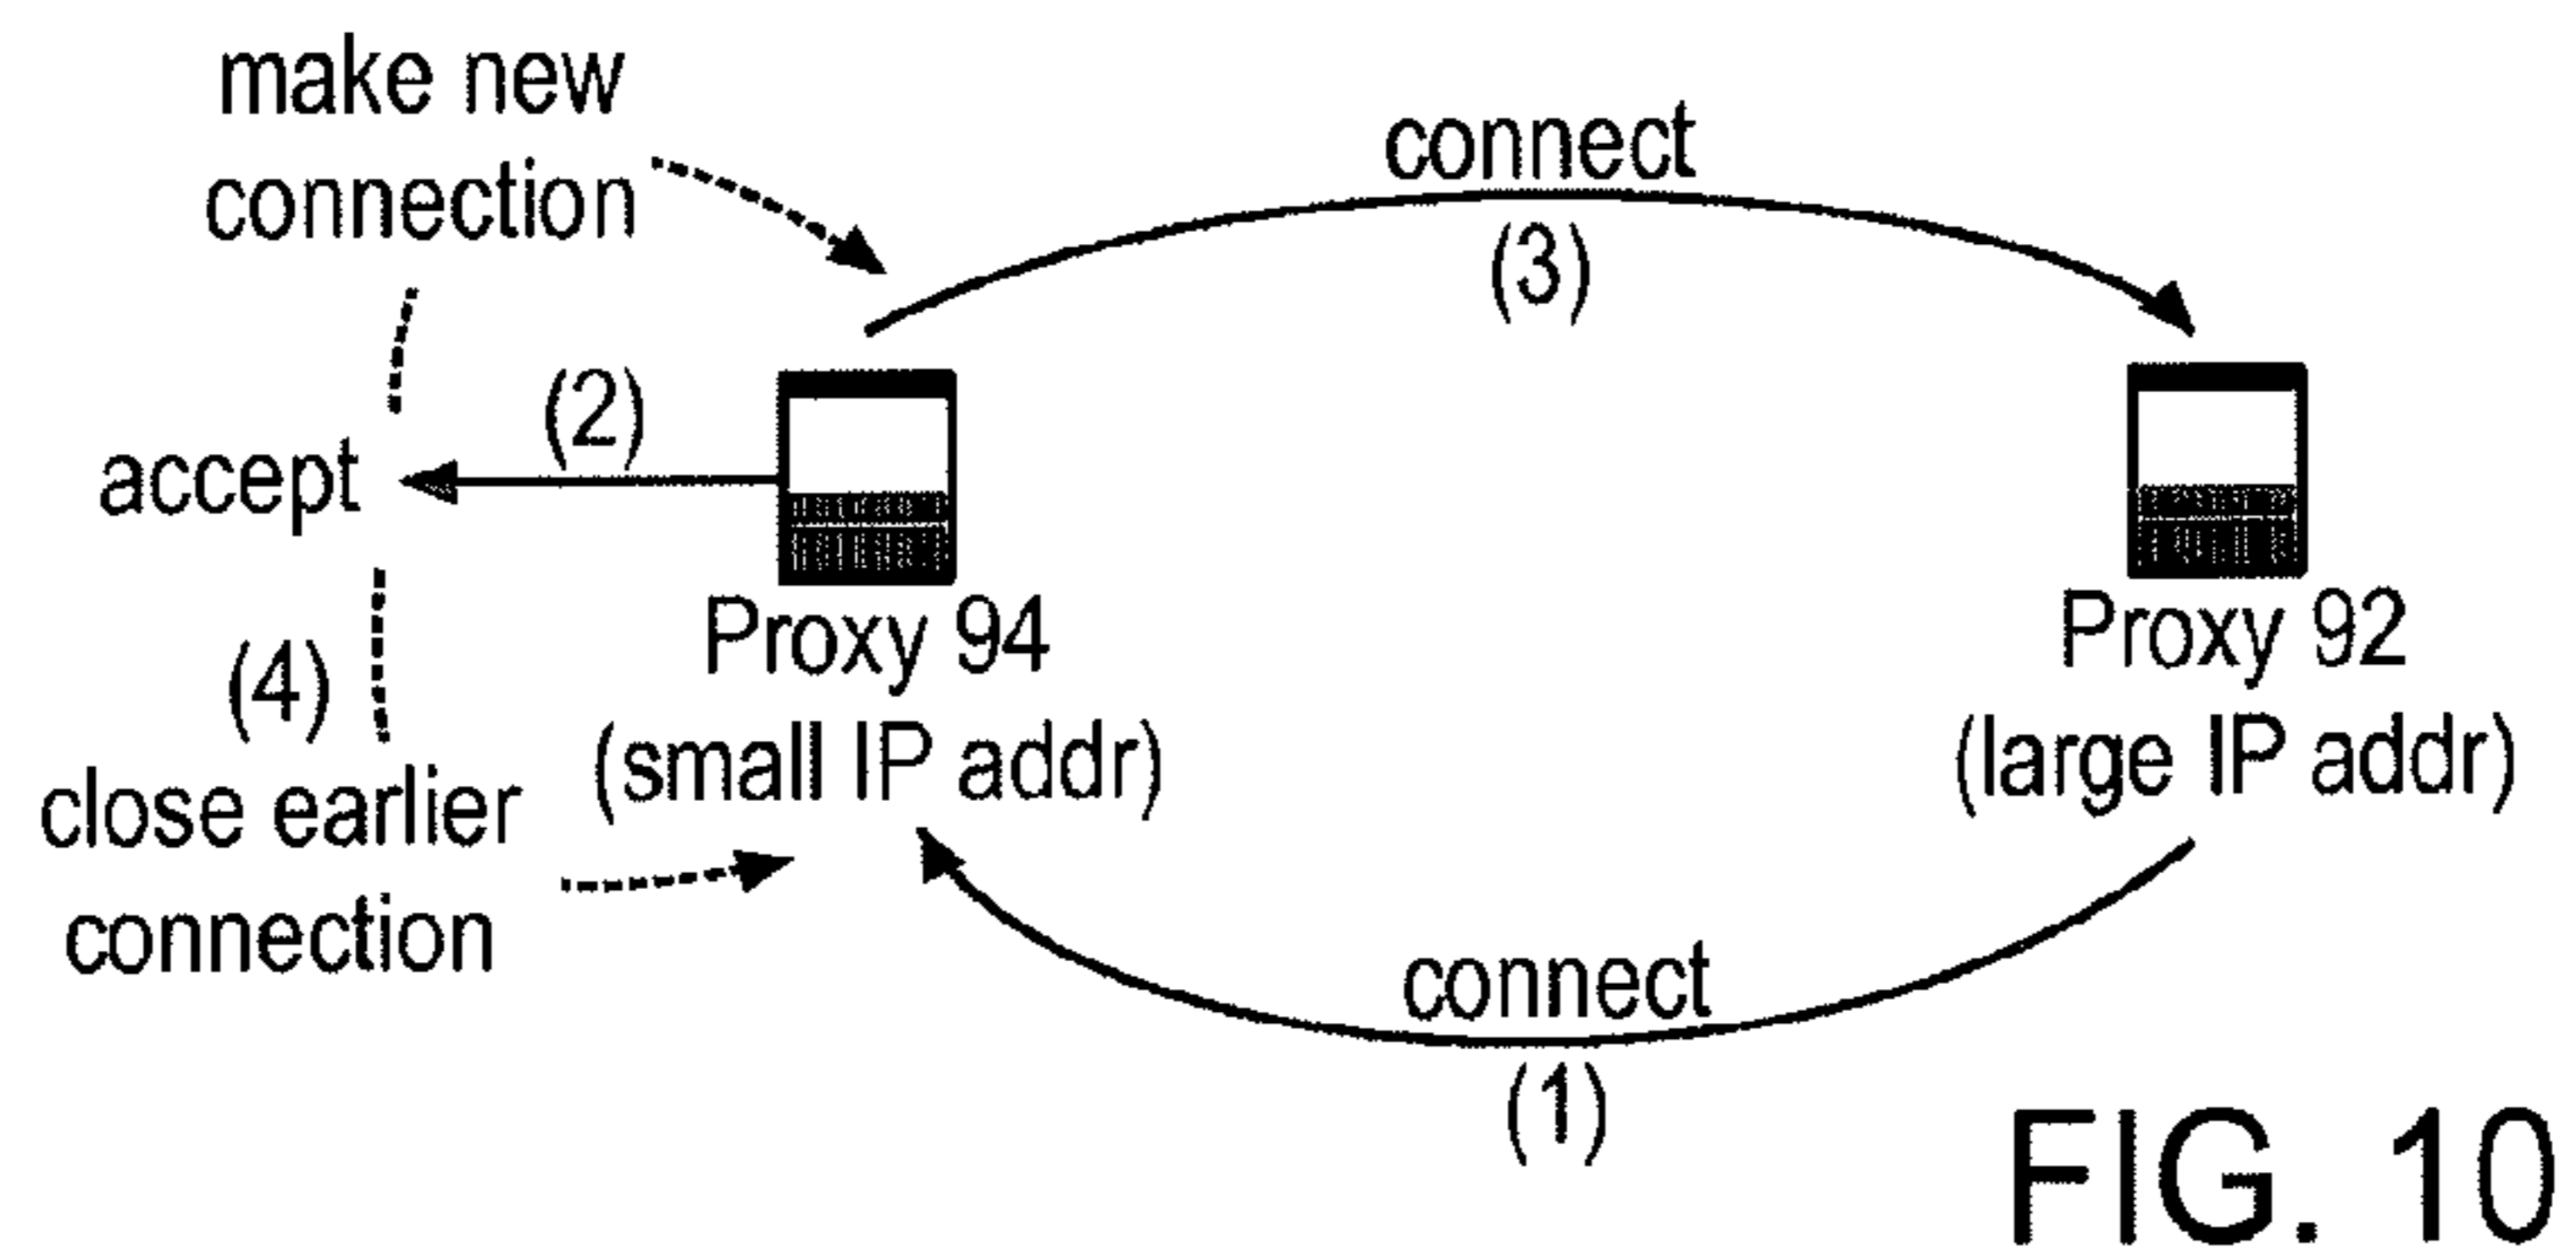 make new
connection
connect
(3)
(2)
accept
Proxy 94
(small IP addr)
Proxy 92
(large IP addr)
(4)
close earlier
connection
connect
(1)
FIG. 10